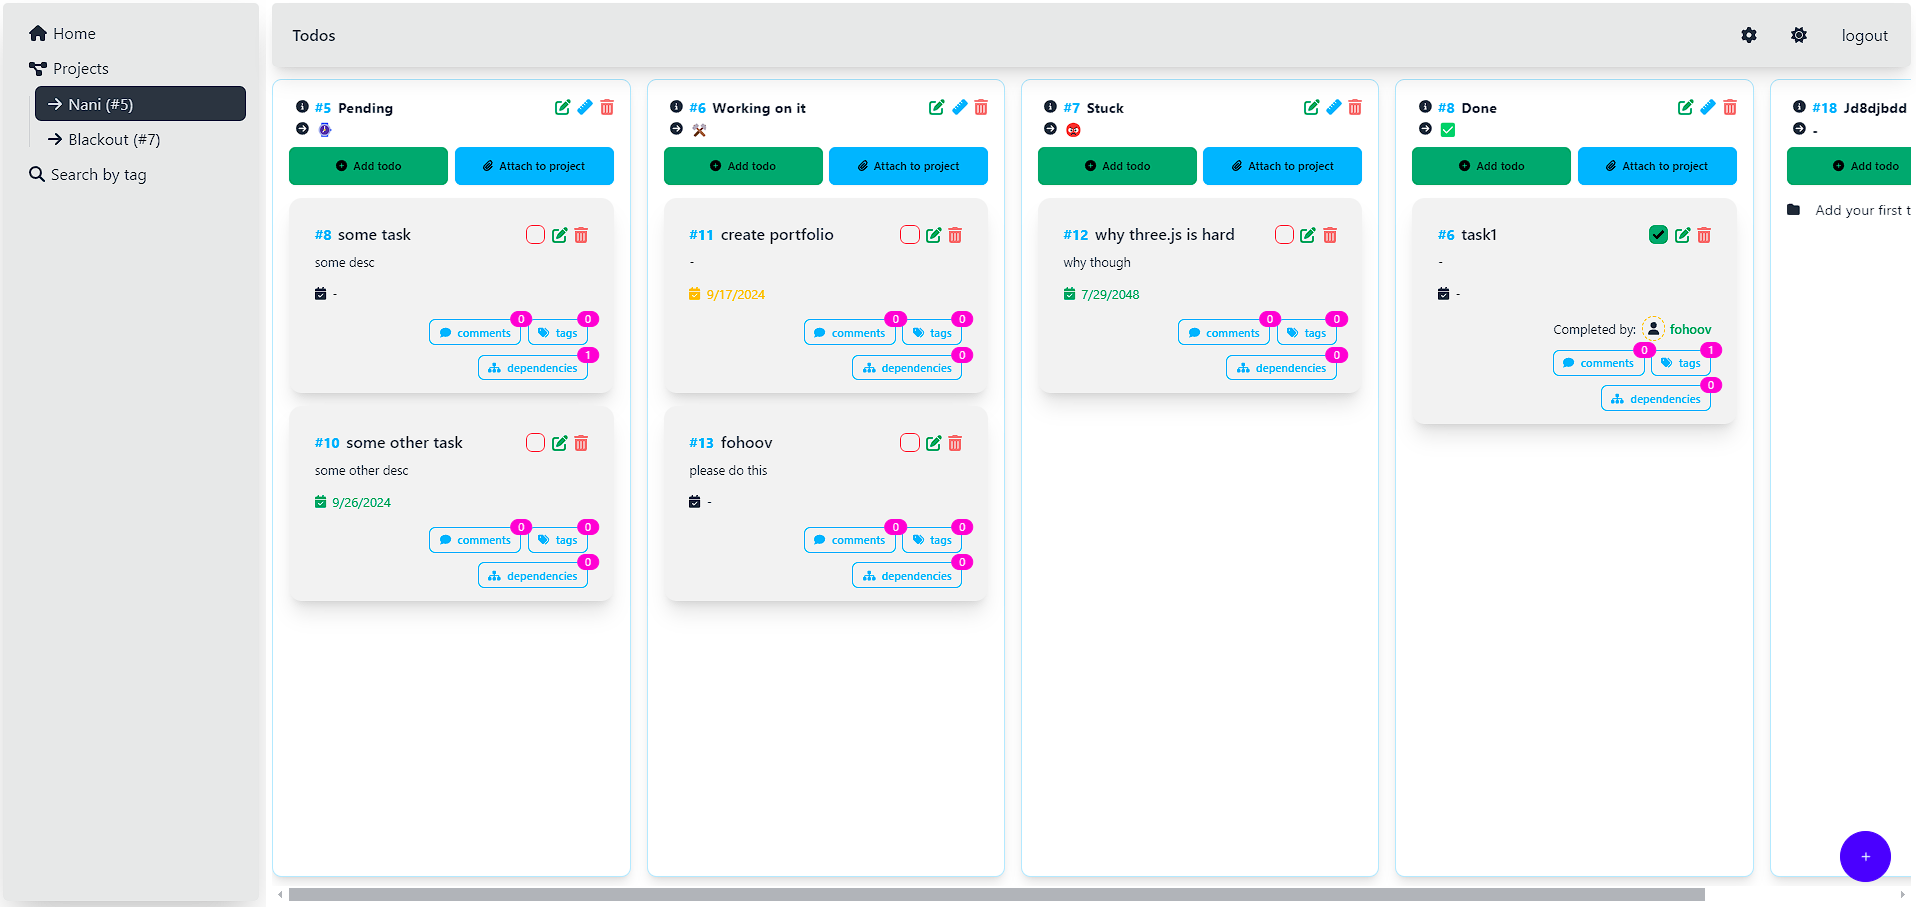 Home
Projects
Nani (#5)
Blackout (#7)
Search by tag
Todos
logout
#5 Pending
Add todo
Attach to project
#8 some task
some desc
-
0
comments
0
tags
1
dependencies
#10 some other task
some other desc
9/26/2024
0
comments
0
tags
0
dependencies
#6 Working on it
Add todo
Attach to project
#11 create portfolio
-
9/17/2024
0
comments
0
tags
0
dependencies
#13 fohoov
please do this
-
0
comments
0
tags
0
dependencies
#7 Stuck
Add todo
Attach to project
#12 why three.js is hard
why though
7/29/2048
0
comments
0
tags
0
dependencies
#8 Done
Add todo
Attach to project
#6 task1
-
-
Completed by: fohoov
0
comments
1
tags
0
dependencies
#18 Jd8djbdd
-
Add todo
Add your first t
+